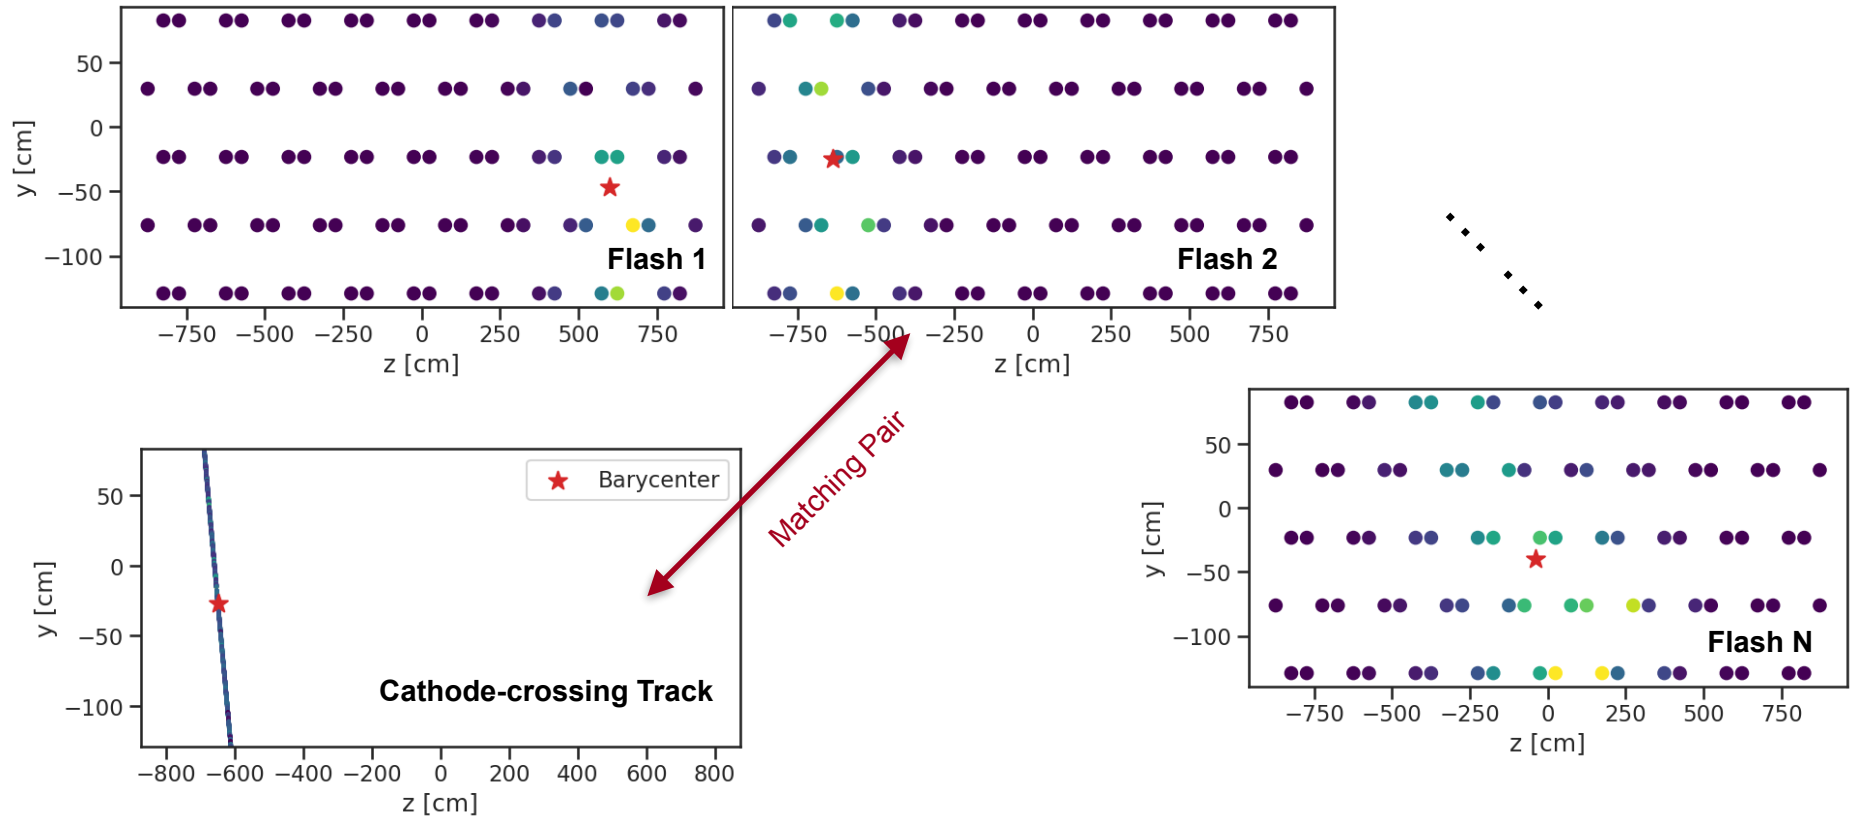 50
0
−50
−100
y [cm]
Flash 1
−750 −500 −250 0 250 500 750
z [cm]
Flash 2
−750 −500 −250 0 250 500 750
z [cm]
Matching Pair
50
0
−50
−100
y [cm]
Barycenter
Cathode-crossing Track
−800 −600 −400 −200 0 200 400 600 800
z [cm]
50
0
−50
−100
y [cm]
Flash N
−750 −500 −250 0 250 500 750
z [cm]